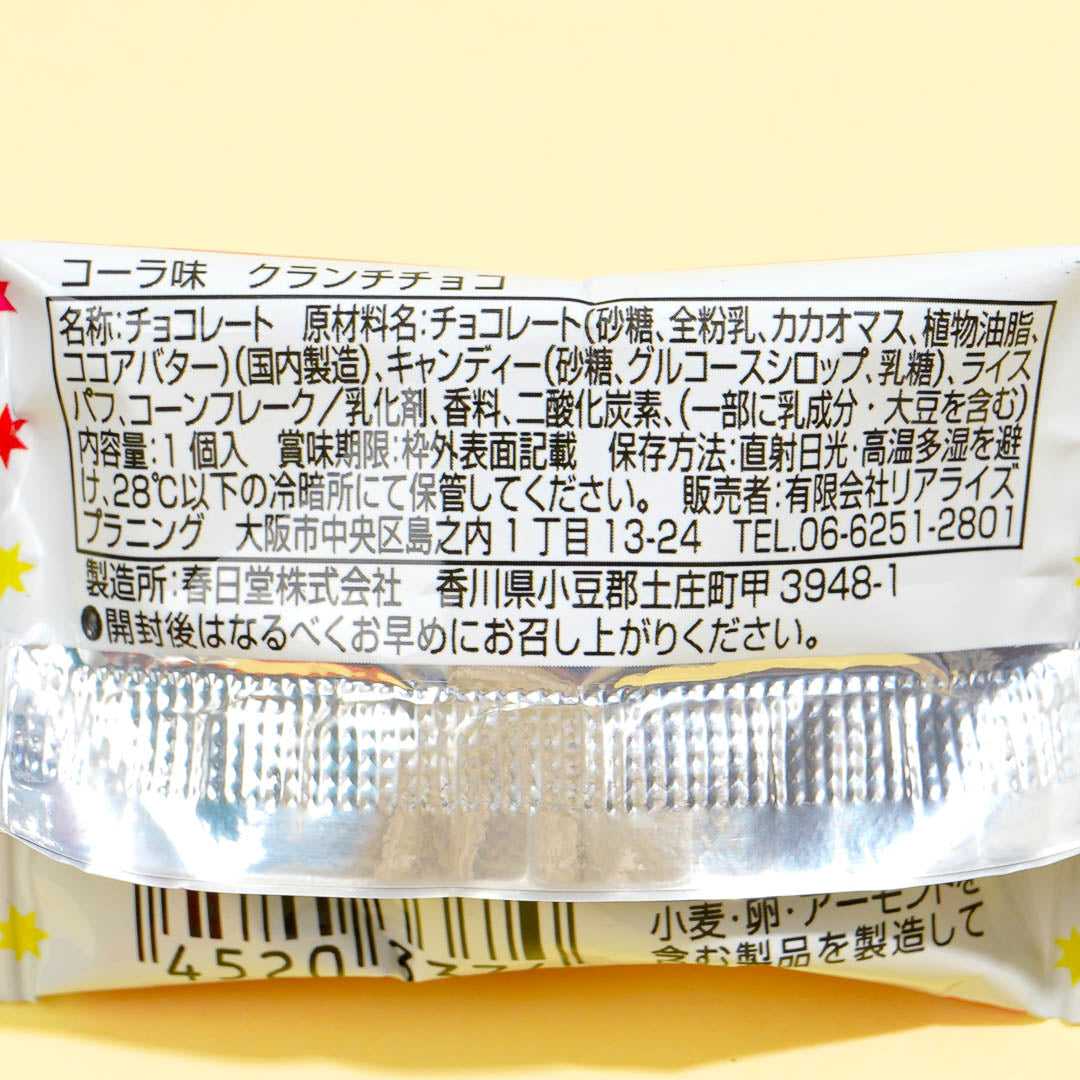 コーラ味 クランチチョコ
名称:チョコレート 原材料名:チョコレート(砂糖、全粉乳、カカオマス、植物油脂、
ココアバター)(国内製造)、キャンディー(砂糖、グルコースシロップ、乳糖)、ライス
パフ、コーンフレーク/乳化剤、香料、二酸化炭素、(一部に乳成分・大豆を含む)
内容量:1個入 賞味期限:枠外表面記載 保存方法:直射日光・高温多湿を避
け、28℃以下の冷暗所にて保管してください。 販売者:有限会社リアライズ
プラニング 大阪市中央区島之内1丁目13-24 TEL.06-6251-2801
製造所:春日堂株式会社 香川県小豆郡土庄町甲3948-1
開封後はなるべくお早めにお召し上がりください。
小麦・卵・アーモンドを
含む製品を製造して
4520